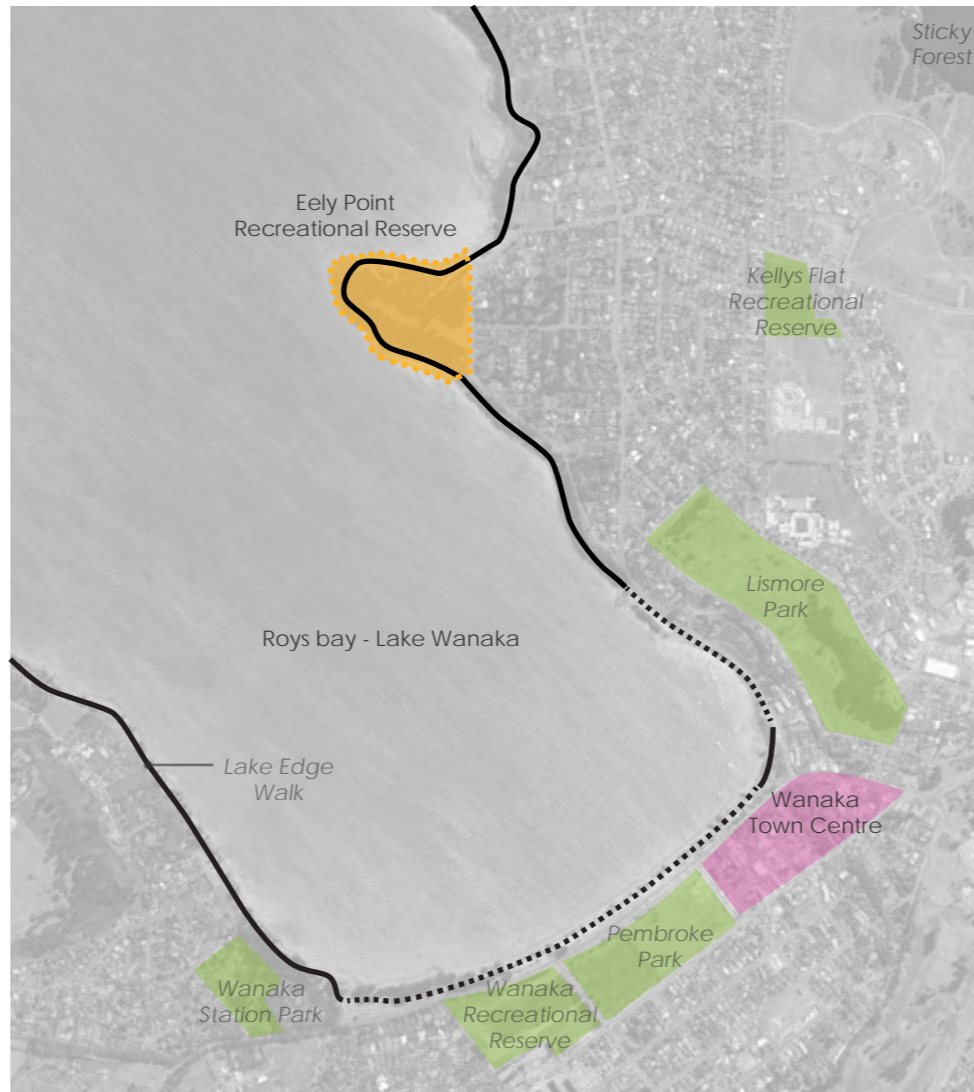 Sticky
Forest
Eely Point
Recreational Reserve
Kellys Flat
Recreational
Reserve
Lismore
Park
Roys bay - Lake Wanaka
Lake Edge
Walk
Wanaka
Town Centre
Pembroke
Park
Wanaka
Station Park
Wanaka
Recreational
Reserve